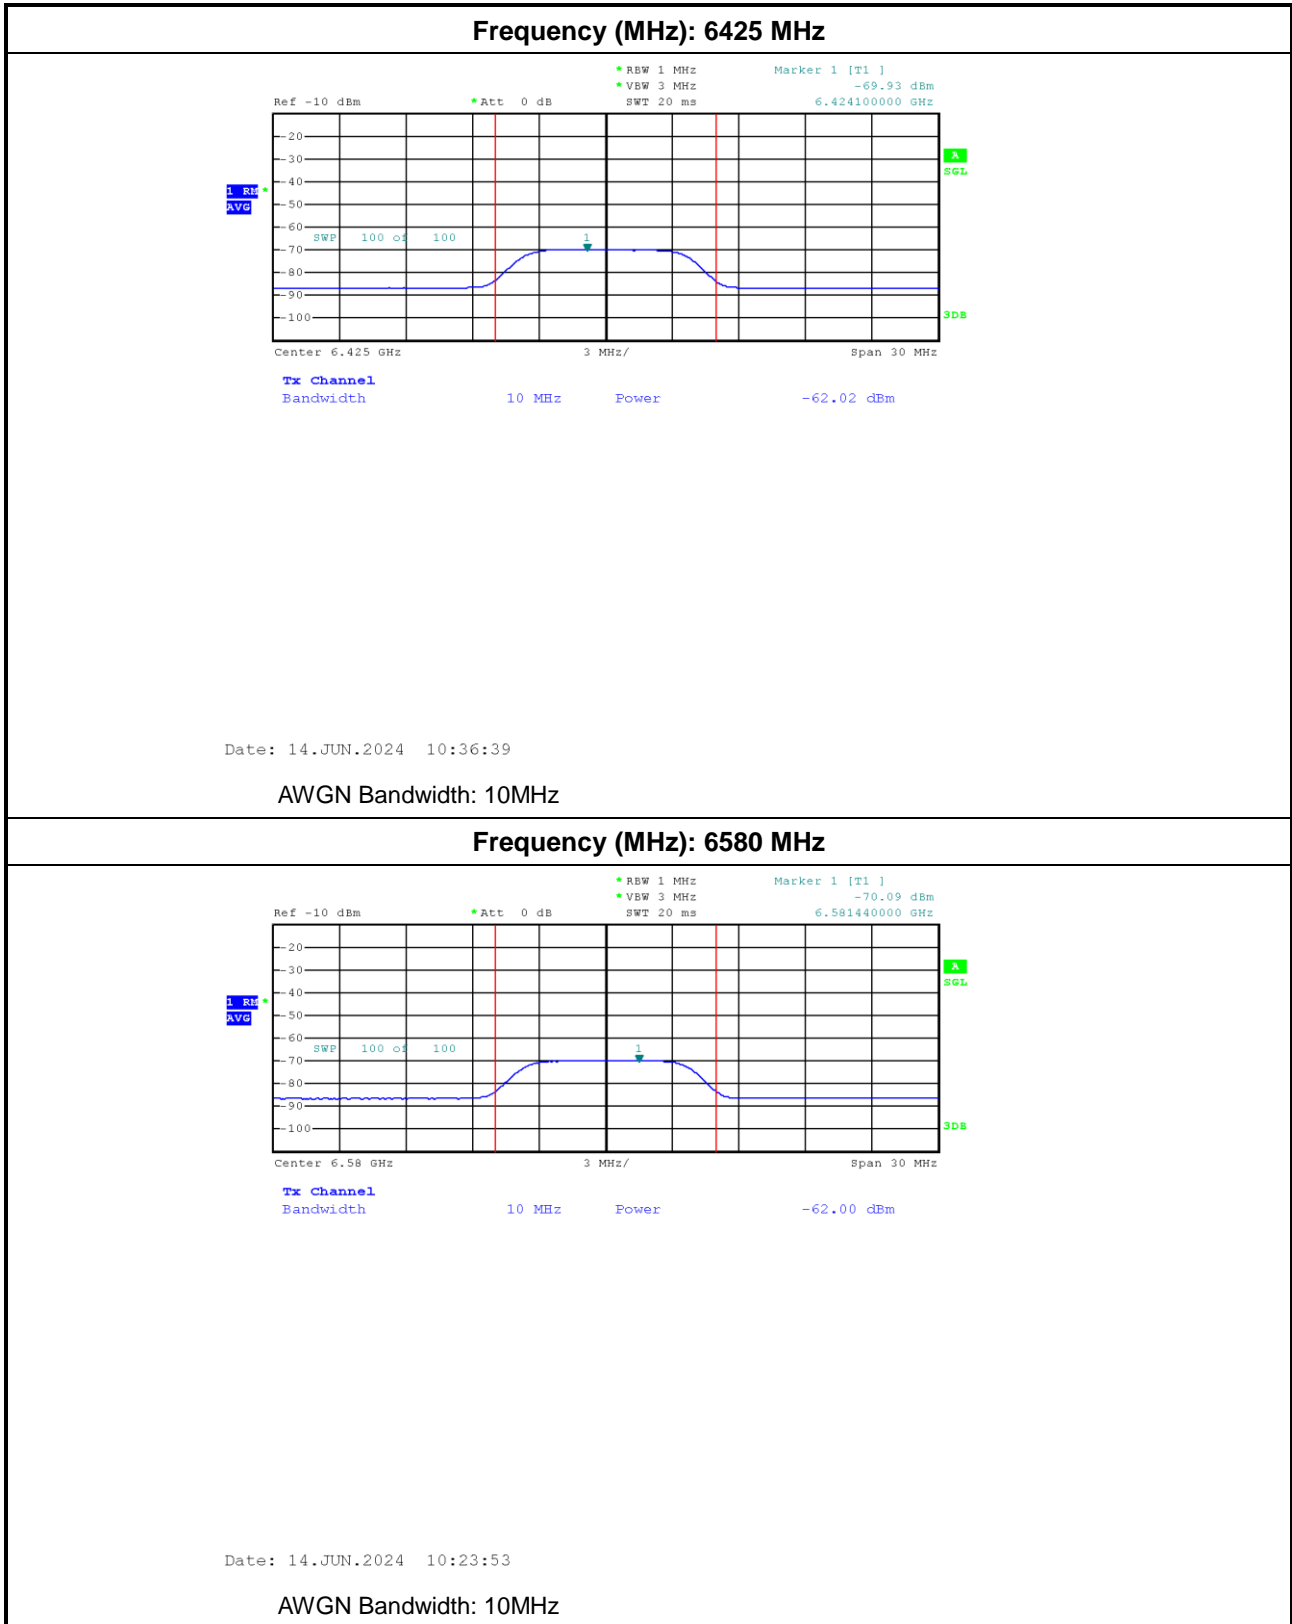 Frequency (MHz): 6425 MHz
* RBW 1 MHz Marker 1 [T1 ]
* VBW 3 MHz -69.93 dBm
Ref -10 dBm * Att 0 dB SWT 20 ms 6.424100000 GHz
-20
A
-30
SGL
-40
1 RM *
AVG
-50
-60
SWP 100 of 100 1
-70
-80
-90
-100
3DB
Center 6.425 GHz 3 MHz/ Span 30 MHz
Tx Channel
Bandwidth 10 MHz Power -62.02 dBm
Date: 14.JUN.2024 10:36:39
AWGN Bandwidth: 10MHz
Frequency (MHz): 6580 MHz
* RBW 1 MHz Marker 1 [T1 ]
* VBW 3 MHz -70.09 dBm
Ref -10 dBm * Att 0 dB SWT 20 ms 6.581440000 GHz
-20
A
-30
SGL
-40
1 RM *
AVG
-50
-60
SWP 100 of 100 1
-70
-80
-90
-100
3DB
Center 6.58 GHz 3 MHz/ Span 30 MHz
Tx Channel
Bandwidth 10 MHz Power -62.00 dBm
Date: 14.JUN.2024 10:23:53
AWGN Bandwidth: 10MHz